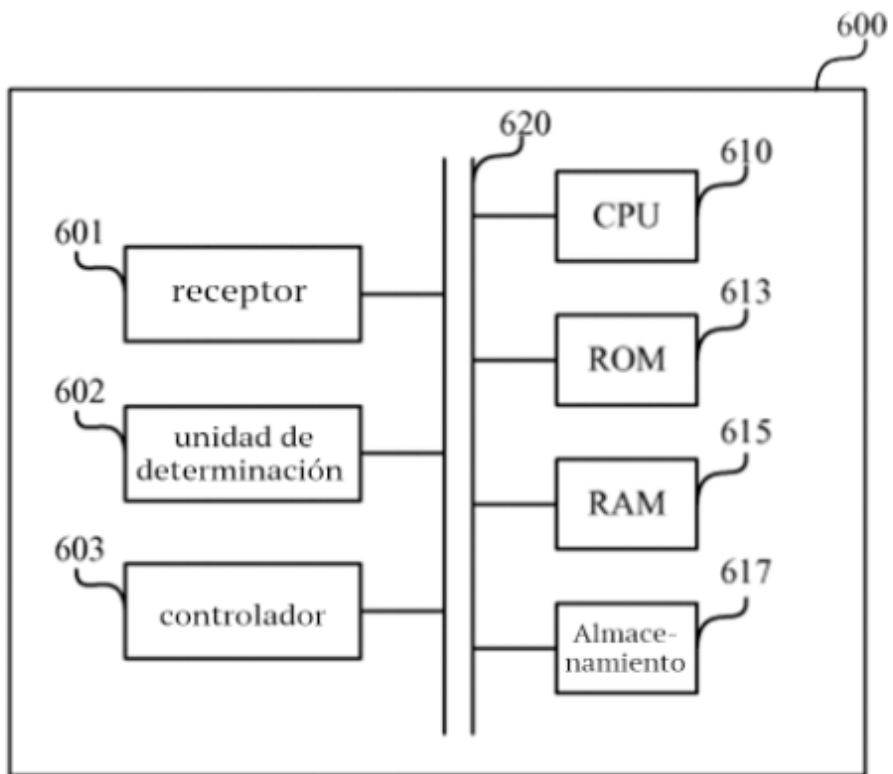 600
620
610
CPU
601
receptor
613
ROM
602
unidad de
determinación
615
RAM
603
controlador
617
Almace-
namiento